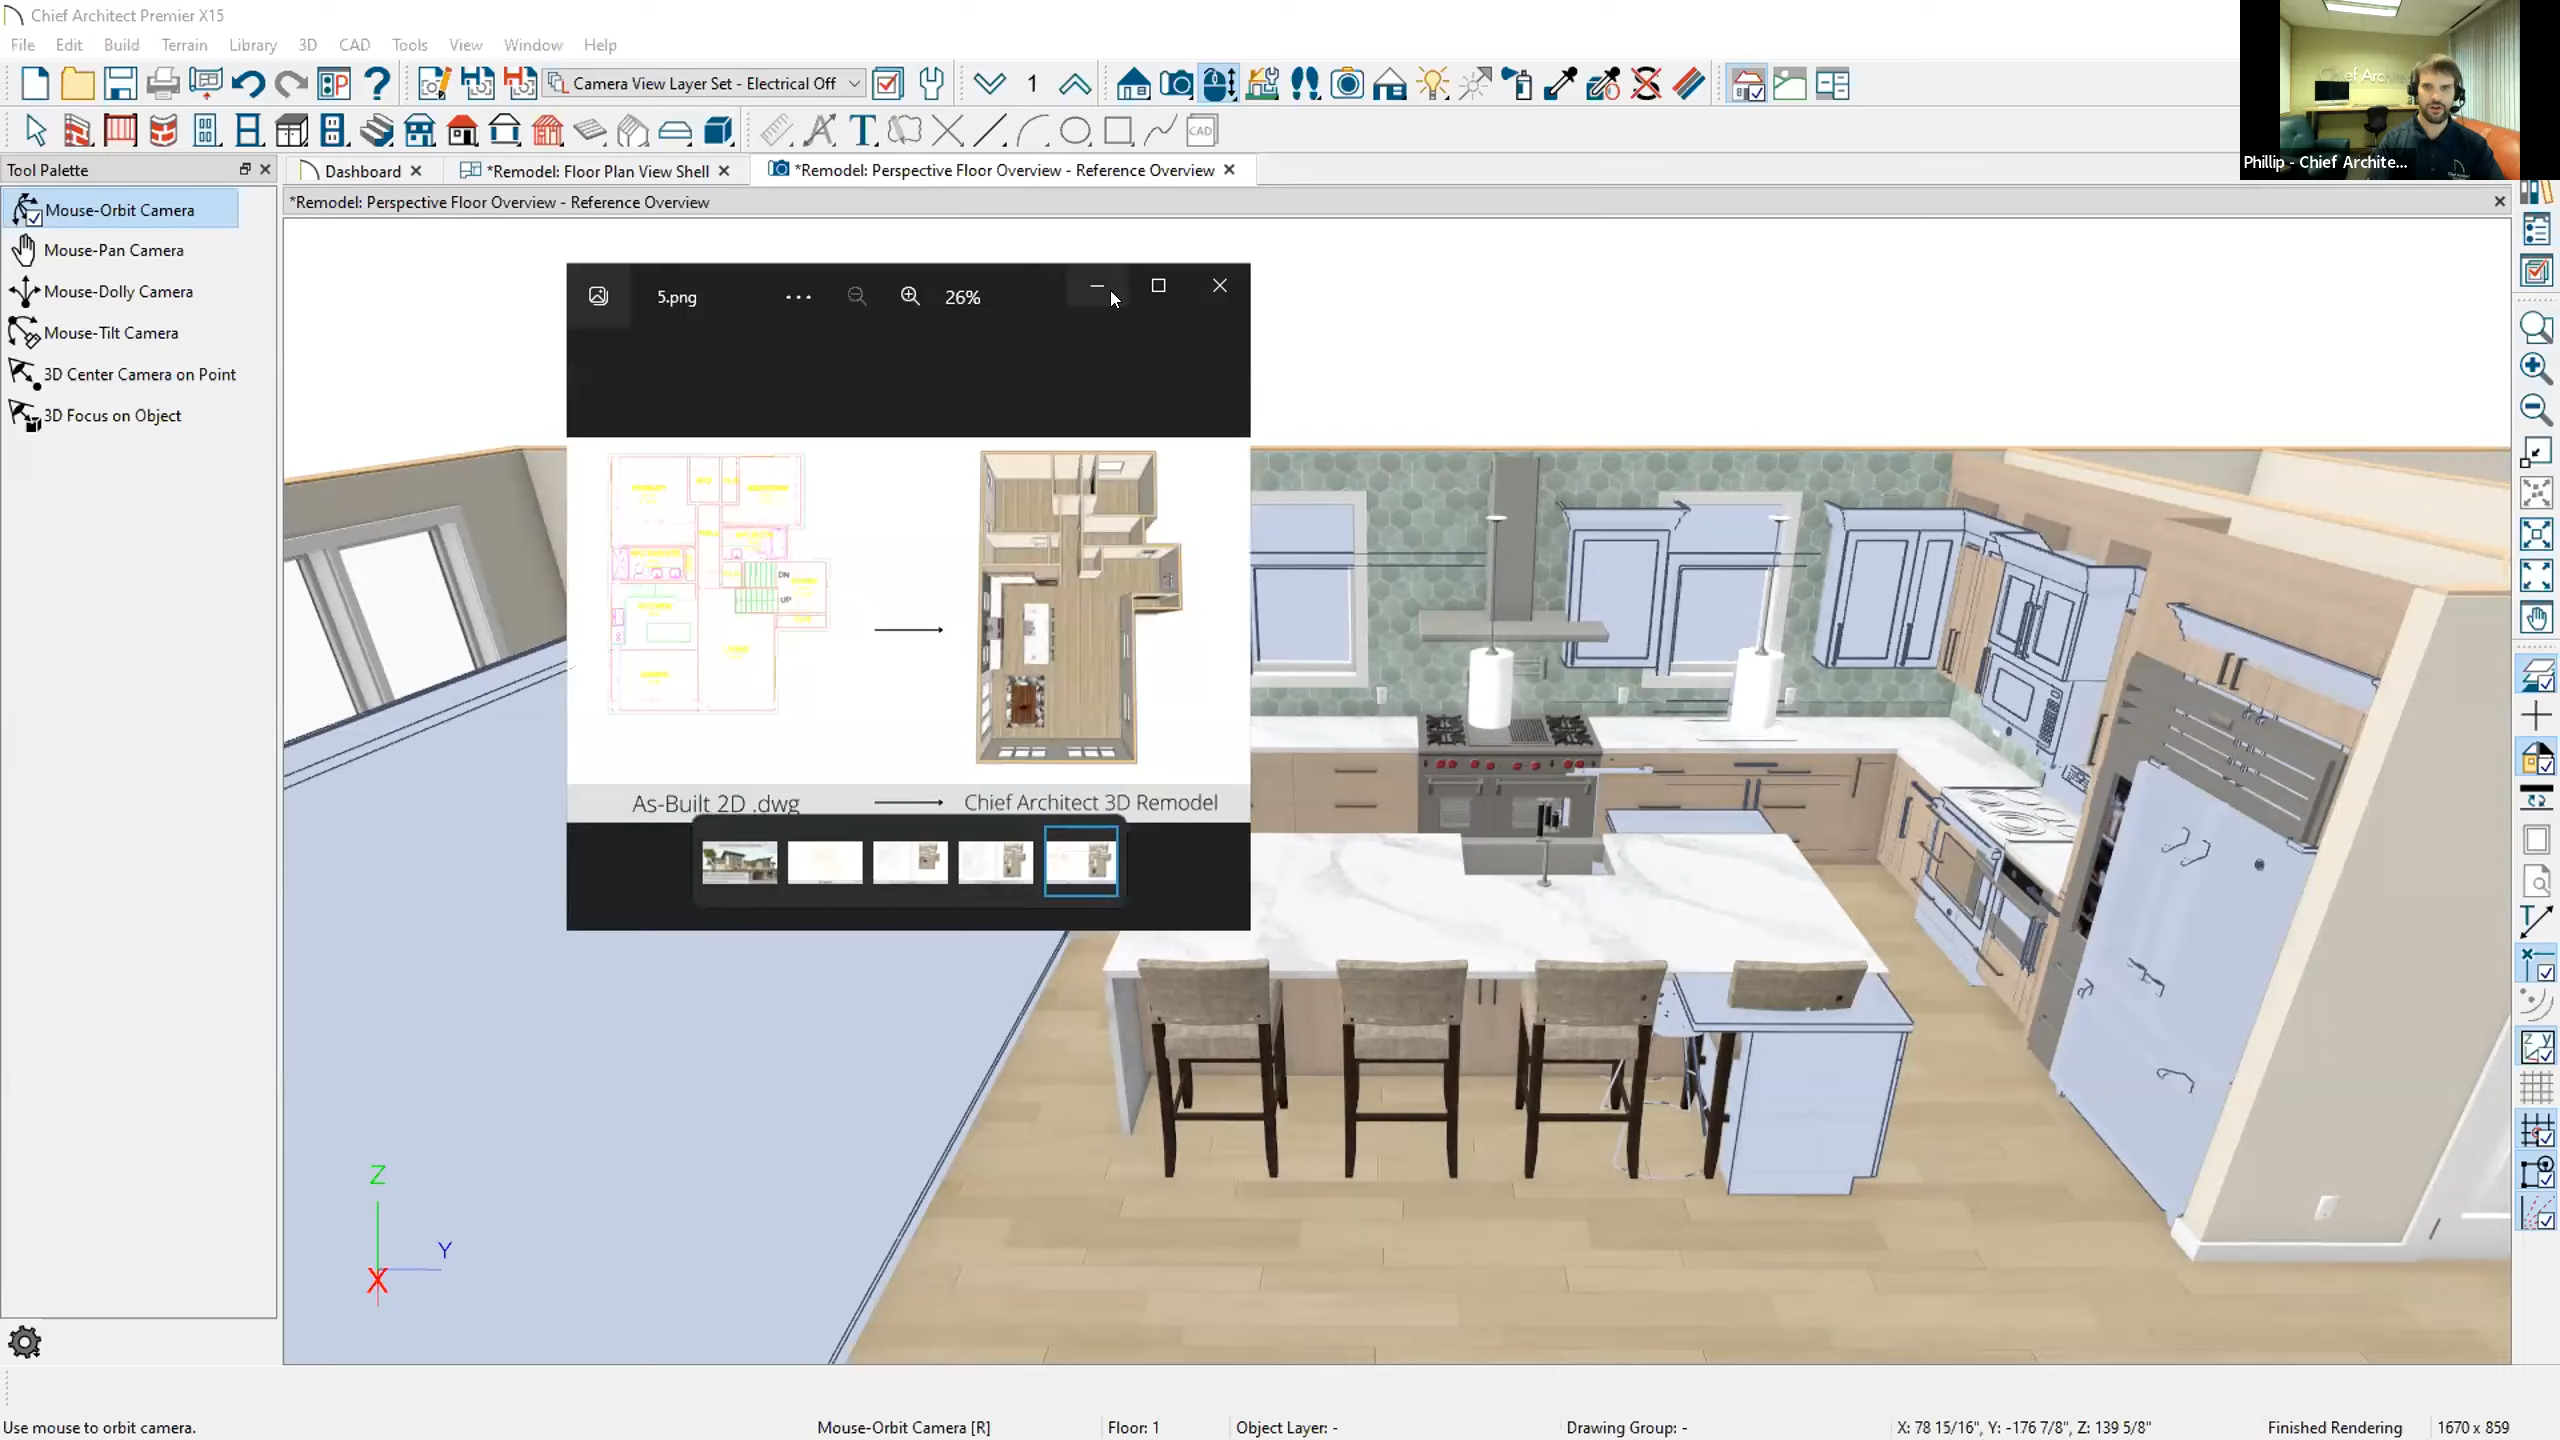 Chief Architect Premier X15
File Edit Build Terrain Library 3D CAD Tools View Window Help
Camera View Layer Set - Electrical Off
1
CAD
Phillip - Chief Archite...
Tool Palette
Dashboard
*Remodel: Floor Plan View Shell
*Remodel: Perspective Floor Overview - Reference Overview
*Remodel: Perspective Floor Overview - Reference Overview
Mouse-Orbit Camera
Mouse-Pan Camera
Mouse-Dolly Camera
Mouse-Tilt Camera
3D Center Camera on Point
3D Focus on Object
5.png
26%
DN
UP
KITCHEN
As-Built 2D .dwg
Chief Architect 3D Remodel
Z
Y
X
Use mouse to orbit camera.
Mouse-Orbit Camera [R]
Floor: 1
Object Layer: -
Drawing Group: -
X: 78 15/16", Y: -176 7/8", Z: 139 5/8"
Finished Rendering
1670 x 859